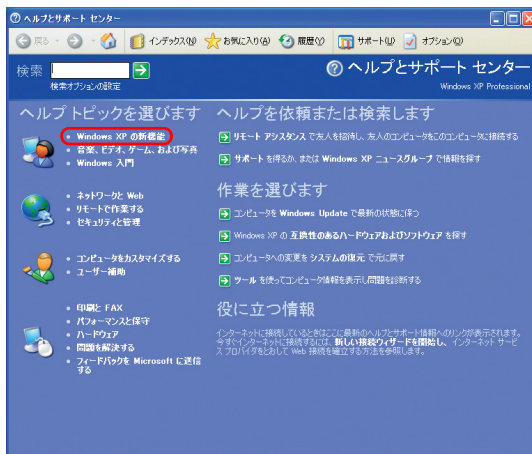 ヘルプとサポート センター
戻る
インデックス(N)
お気に入り(A)
履歴(Y)
サポート(U)
オプション(O)
検索
検索オプションの設定
ヘルプとサポート センター
Windows XP Professional
ヘルプ トピックを選びます
Windows XP の新機能
音楽、ビデオ、ゲーム、および写真
Windows 入門
ネットワークと Web
リモートで作業する
セキュリティと管理
コンピュータをカスタマイズする
ユーザー補助
印刷と FAX
パフォーマンスと保守
ハードウェア
問題を解決する
フィードバックを Microsoft に送信
する
ヘルプを依頼または検索します
リモート アシスタンスで友人を招待し、友人のコンピュータをこのコンピュータに接続する
サポート を得るか、または Windows XP ニュースグループ で情報を探す
作業を選びます
コンピュータを Windows Update で最新の状態に保つ
Windows XP の 互換性のあるハードウェアおよびソフトウェア を探す
コンピュータへの変更を システムの復元 で元に戻す
ツール を使ってコンピュータ情報を表示し問題を診断する
役に立つ情報
インターネットに接続しているときはここに最新のヘルプとサポート情報へのリンクが表示されます。
今すぐインターネットに接続するには、新しい接続ウィザードを開始し、インターネット サービ
ス プロバイダをとおして Web 接続を確立する方法を参照します。